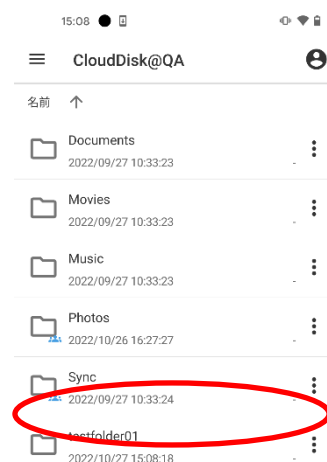 15:08
CloudDisk@QA
名前 ↑
Documents
2022/09/27 10:33:23 -
Movies
2022/09/27 10:33:23 -
Music
2022/09/27 10:33:23 -
Photos
2022/10/26 16:27:27 -
Sync
2022/09/27 10:33:24 -
testfolder01
2022/10/27 15:08:18 -